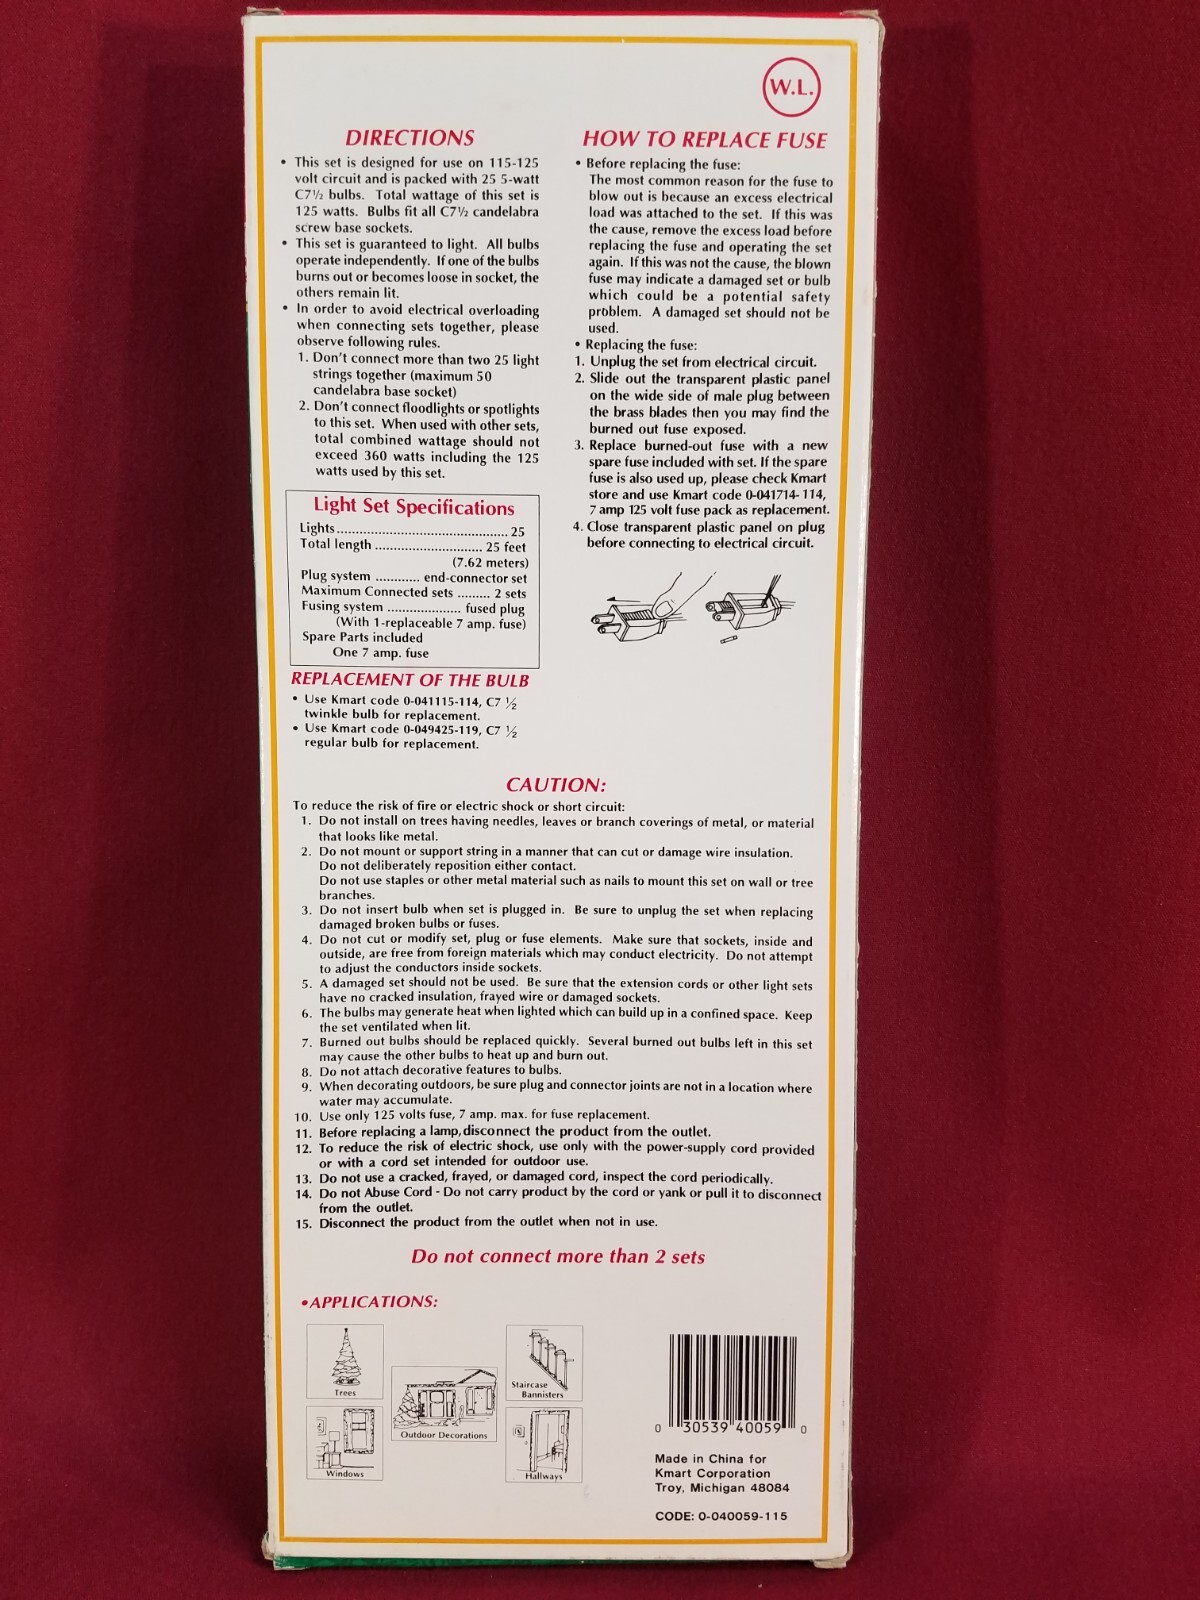 W.L.
DIRECTIONS
• This set is designed for use on 115-125
volt circuit and is packed with 25 5-watt
C7½ bulbs. Total wattage of this set is
125 watts. Bulbs fit all C7½ candelabra
screw base sockets.
• This set is guaranteed to light. All bulbs
operate independently. If one of the bulbs
burns out or becomes loose in socket, the
others remain lit.
• In order to avoid electrical overloading
when connecting sets together, please
observe following rules.
1. Don't connect more than two 25 light
strings together (maximum 50
candelabra base socket)
2. Don't connect floodlights or spotlights
to this set. When used with other sets,
total combined wattage should not
exceed 360 watts including the 125
watts used by this set.
Light Set Specifications
Lights.......................................... 25
Total length ........................... 25 feet
(7.62 meters)
Plug system ............ end-connector set
Maximum Connected sets ......... 2 sets
Fusing system .................... fused plug
(With 1-replaceable 7 amp. fuse)
Spare Parts included
One 7 amp. fuse
REPLACEMENT OF THE BULB
• Use Kmart code 0-041115-114, C7 ½
twinkle bulb for replacement.
• Use Kmart code 0-049425-119, C7 ½
regular bulb for replacement.
HOW TO REPLACE FUSE
• Before replacing the fuse:
The most common reason for the fuse to
blow out is because an excess electrical
load was attached to the set. If this was
the cause, remove the excess load before
replacing the fuse and operating the set
again. If this was not the cause, the blown
fuse may indicate a damaged set or bulb
which could be a potential safety
problem. A damaged set should not be
used.
• Replacing the fuse:
1. Unplug the set from electrical circuit.
2. Slide out the transparent plastic panel
on the wide side of male plug between
the brass blades then you may find the
burned out fuse exposed.
3. Replace burned-out fuse with a new
spare fuse included with set. If the spare
fuse is also used up, please check Kmart
store and use Kmart code 0-041714-114,
7 amp 125 volt fuse pack as replacement.
4. Close transparent plastic panel on plug
before connecting to electrical circuit.
CAUTION:
To reduce the risk of fire or electric shock or short circuit:
1. Do not install on trees having needles, leaves or branch coverings of metal, or material
that looks like metal.
2. Do not mount or support string in a manner that can cut or damage wire insulation.
Do not deliberately reposition either contact.
Do not use staples or other metal material such as nails to mount this set on wall or tree
branches.
3. Do not insert bulb when set is plugged in. Be sure to unplug the set when replacing
damaged broken bulbs or fuses.
4. Do not cut or modify set, plug or fuse elements. Make sure that sockets, inside and
outside, are free from foreign materials which may conduct electricity. Do not attempt
to adjust the conductors inside sockets.
5. A damaged set should not be used. Be sure that the extension cords or other light sets
have no cracked insulation, frayed wire or damaged sockets.
6. The bulbs may generate heat when lighted which can build up in a confined space. Keep
the set ventilated when lit.
7. Burned out bulbs should be replaced quickly. Several burned out bulbs left in this set
may cause the other bulbs to heat up and burn out.
8. Do not attach decorative features to bulbs.
9. When decorating outdoors, be sure plug and connector joints are not in a location where
water may accumulate.
10. Use only 125 volts fuse, 7 amp. max. for fuse replacement.
11. Before replacing a lamp, disconnect the product from the outlet.
12. To reduce the risk of electric shock, use only with the power-supply cord provided
or with a cord set intended for outdoor use.
13. Do not use a cracked, frayed, or damaged cord, inspect the cord periodically.
14. Do not Abuse Cord - Do not carry product by the cord or yank or pull it to disconnect
from the outlet.
15. Disconnect the product from the outlet when not in use.
Do not connect more than 2 sets
•APPLICATIONS:
Trees
Windows
Outdoor Decorations
Staircase
Bannisters
Hallways
0 30539 40059 0
Made in China for
Kmart Corporation
Troy, Michigan 48084
CODE: 0-040059-115